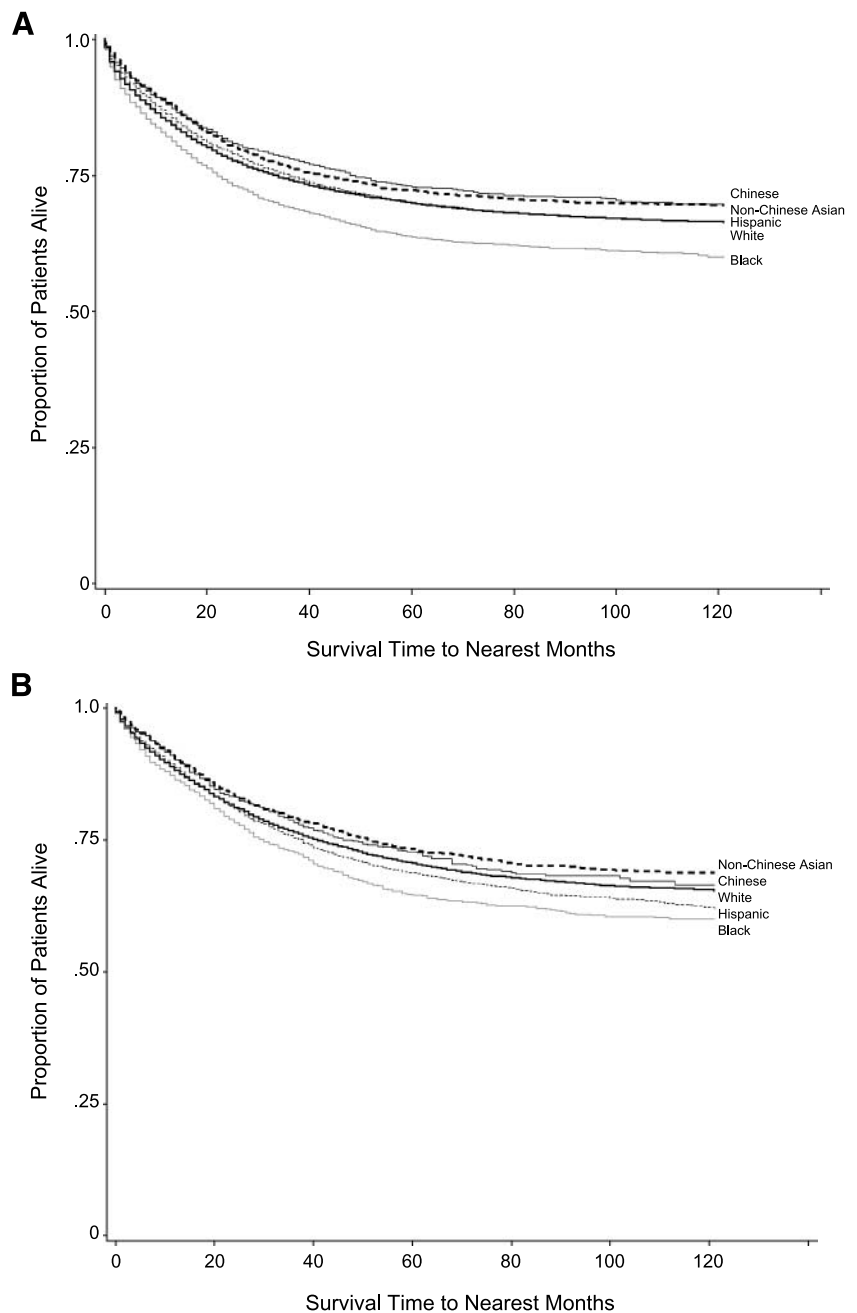 A
1.0
.75
.50
.25
0
Proportion of Patients Alive
Chinese
Non-Chinese Asian
Hispanic
White
Black
0 20 40 60 80 100 120
Survival Time to Nearest Months
B
1.0
.75
.50
.25
0
Proportion of Patients Alive
Non-Chinese Asian
Chinese
White
Hispanic
Black
0 20 40 60 80 100 120
Survival Time to Nearest Months